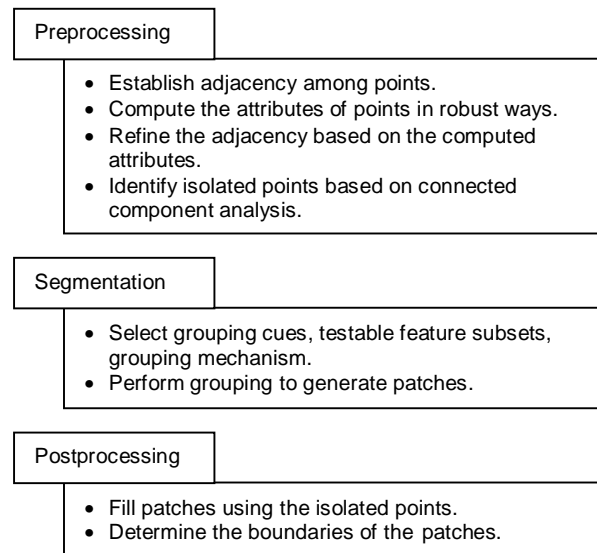 Preprocessing
• Establish adjacency among points.
• Compute the attributes of points in robust ways.
• Refine the adjacency based on the computed
attributes.
• Identify isolated points based on connected
component analysis.
Segmentation
• Select grouping cues, testable feature subsets,
grouping mechanism.
• Perform grouping to generate patches.
Postprocessing
• Fill patches using the isolated points.
• Determine the boundaries of the patches.